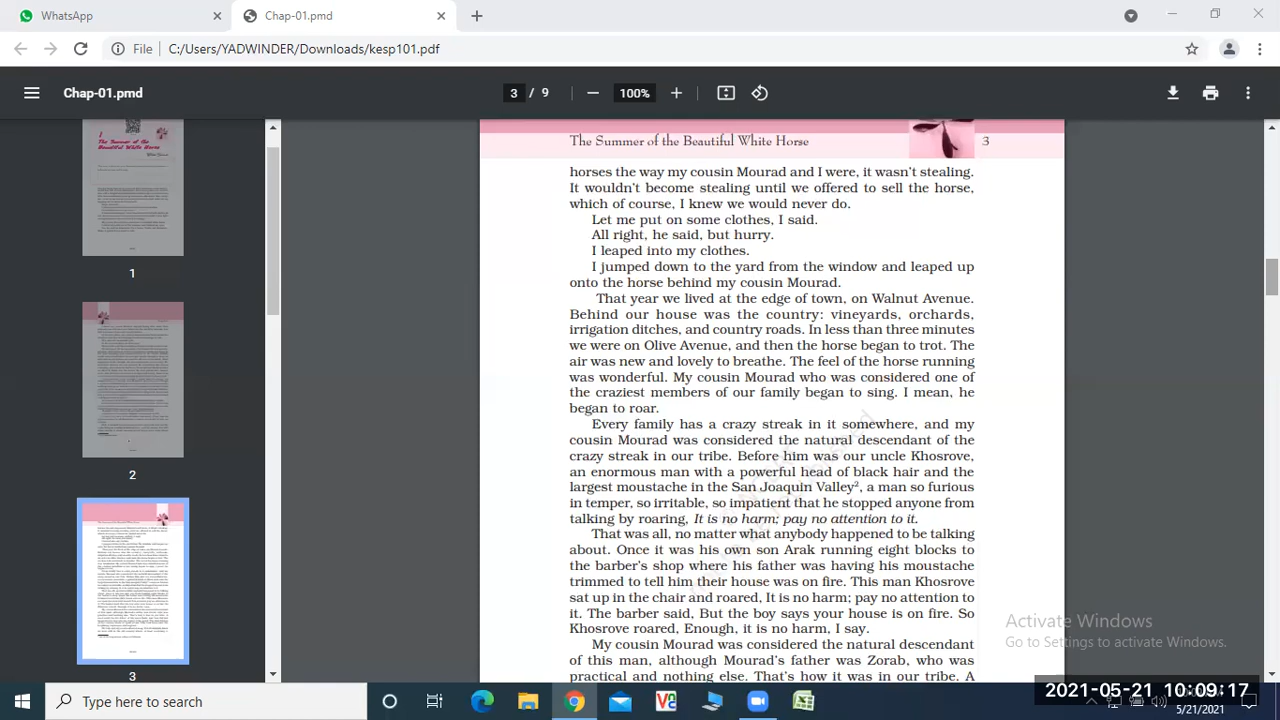 WhatsApp
Chap-01.pmd
File
C:/Users/YADWINDER/Downloads/kesp101.pdf
Chap-01.pmd
3 / 9
100%
The Summer of the Beautiful White Horse
3
horses the way my cousin Mourad and I were, it wasn't stealing.
It wouldn't become stealing until we offered to sell the horse,
which of course, I knew we would never do.
Let me put on some clothes, I said.
All right, he said, but hurry.
I leaped into my clothes.
I jumped down to the yard from the window and leaped up
onto the horse behind my cousin Mourad.
That year we lived at the edge of town, on Walnut Avenue.
Behind our house was the country: vineyards, orchards,
irrigation ditches, and country roads. In less than three minutes
we were on Olive Avenue, and then the horse began to trot. The
air was new and lovely to breathe. The feel of the horse running
was wonderful. My cousin Mourad who was considered one of
the craziest members of our family began to sing. I mean, he
began to roar.
Every family has a crazy streak in it somewhere, and my
cousin Mourad was considered the natural descendant of the
crazy streak in our tribe. Before him was our uncle Khosrove,
an enormous man with a powerful head of black hair and the
largest moustache in the San Joaquin Valley², a man so furious
in temper, so irritable, so impatient that he stopped anyone from
talking by roaring, It is no harm; pay no attention to it.
That was all, no matter what anybody happened to be talking
about. Once it was his own son Arak running eight blocks to
the barber's shop where his father was having his moustache
trimmed to tell him their house was on fire. This man Khosrove
sat up in the chair and roared, It is no harm; pay no attention to
The barber said, But the boy says your house is on fire. So
Khosrove roared, Enough, it is no harm, I say.
My cousin Mourad was considered the natural descendant
of this man, although Mourad's father was Zorab, who was
practical and nothing else. That's how it was in our tribe. A
The Summer of the
Beautiful White Horse
1
2
3
Activate Windows
Go to Settings to activate Windows.
Type here to search
2021-05-21 10:09:17
5/21/2021